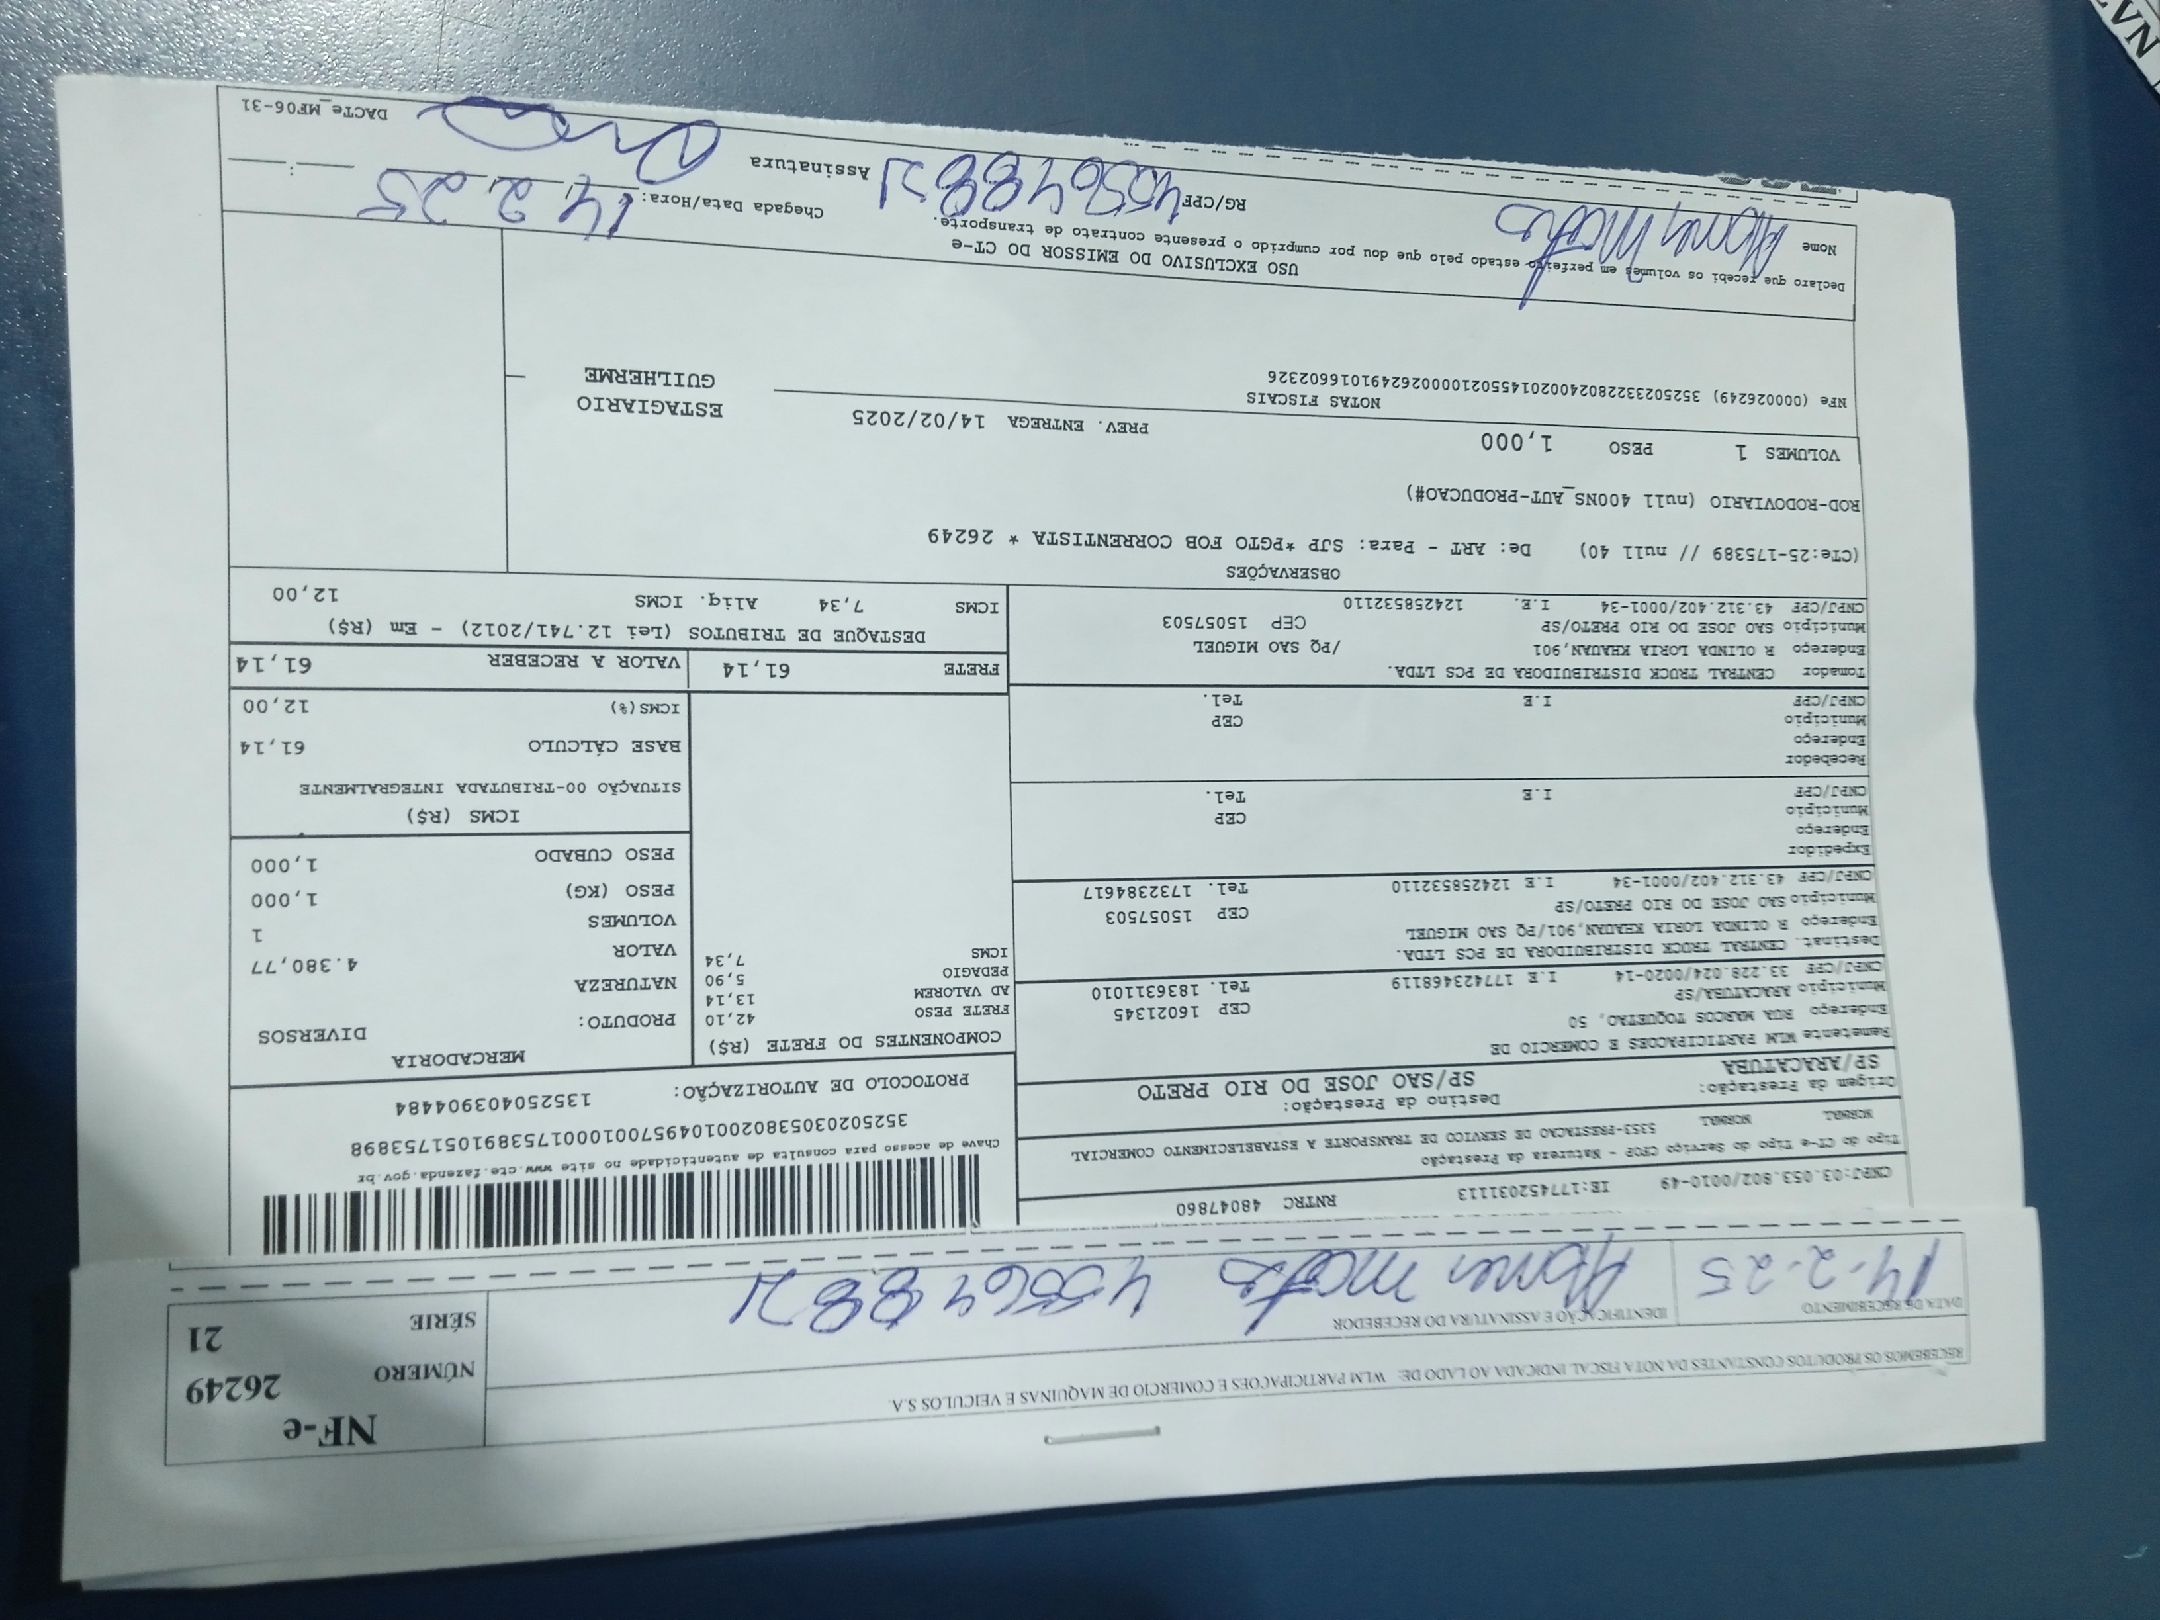 RECEBEMOS OS PRODUTOS CONSTANTES DA NOTA FISCAL INDICADA AO LADO DE: WLM PARTICIPACOES E COMERCIO DE MAQUINAS E VEICULOS S.A.
NF-e
NÚMERO 26249
SÉRIE 21
DATA DE RECEBIMENTO
IDENTIFICAÇÃO E ASSINATURA DO RECEBEDOR
14-2-25
CNPJ:03.053.802/0010-49 IE:177452031113 RNTRC 48047860
Tipo do CT-e Tipo do Serviço CFOP - Natureza da Prestação
NORMAL NORMAL 5353-PRESTACAO DE SERVICO DE TRANSPORTE A ESTABELECIMENTO COMERCIAL
Origem da Prestação: Destino da Prestação:
SP/ARACATUBA SP/SAO JOSE DO RIO PRETO
Remetente WLM PARTICIPACOES E COMERCIO DE
Endereço RUA MARCOS TOQUETAO, 50 CEP 16021345
Município ARACATUBA/SP Tel. 1836311010
CNPJ/CPF 33.228.024/0020-14 I.E 177423468119
Destinat. CENTRAL TRUCK DISTRIBUIDORA DE PCS LTDA.
Endereço R OLINDA LORIA KHAUAN,901/PQ SAO MIGUEL
Município SAO JOSE DO RIO PRETO/SP CEP 15057503
CNPJ/CPF 43.312.402/0001-34 I.E 124258532110 Tel. 1732384617
Expedidor
Endereço
Município CEP
CNPJ/CPF I.E Tel.
Recebedor
Endereço
Município CEP
CNPJ/CPF I.E Tel.
Tomador CENTRAL TRUCK DISTRIBUIDORA DE PCS LTDA.
Endereço R OLINDA LORIA KHAUAN,901 /PQ SAO MIGUEL
Município SAO JOSE DO RIO PRETO/SP CEP 15057503
CNPJ/CPF 43.312.402/0001-34 I.E. 124258532110
Chave de acesso para consulta de autenticidade no site www.cte.fazenda.gov.br
PROTOCOLO DE AUTORIZAÇÃO: 135250403904484
COMPONENTES DO FRETE (R$)
FRETE PESO 42,10
AD VALOREM 13,14
PEDAGIO 5,90
ICMS 7,34
MERCADORIA
PRODUTO: DIVERSOS
NATUREZA
VALOR 4.380,77
VOLUMES 1
PESO (KG) 1,000
PESO CUBADO 1,000
ICMS (R$)
SITUAÇÃO 00-TRIBUTADA INTEGRALMENTE
BASE CÁLCULO 61,14
ICMS(%) 12,00
FRETE 61,14 VALOR A RECEBER 61,14
DESTAQUE DE TRIBUTOS (Lei 12.741/2012) - Em (R$)
ICMS 7,34 Aliq. ICMS 12,00
OBSERVAÇÕES
(CTe:25-175389 // null 40) De: ART - Para: SJP *PGTO FOB CORRENTISTA * 26249
ROD-RODOVIARIO (null 400NS_AUT-PRODUCAO#)
VOLUMES 1 PESO 1,000 PREV. ENTREGA 14/02/2025
ESTAGIARIO
GUILHERME
NOTAS FISCAIS
USO EXCLUSIVO DO EMISSOR DO CT-e
Declaro que recebi os volumes em perfeito estado pelo que dou por cumprido o presente contrato de transporte.
Chegada Data/Hora: 14 2 25
Nome
RG/CPF
Assinatura
DACTe_MF06-31